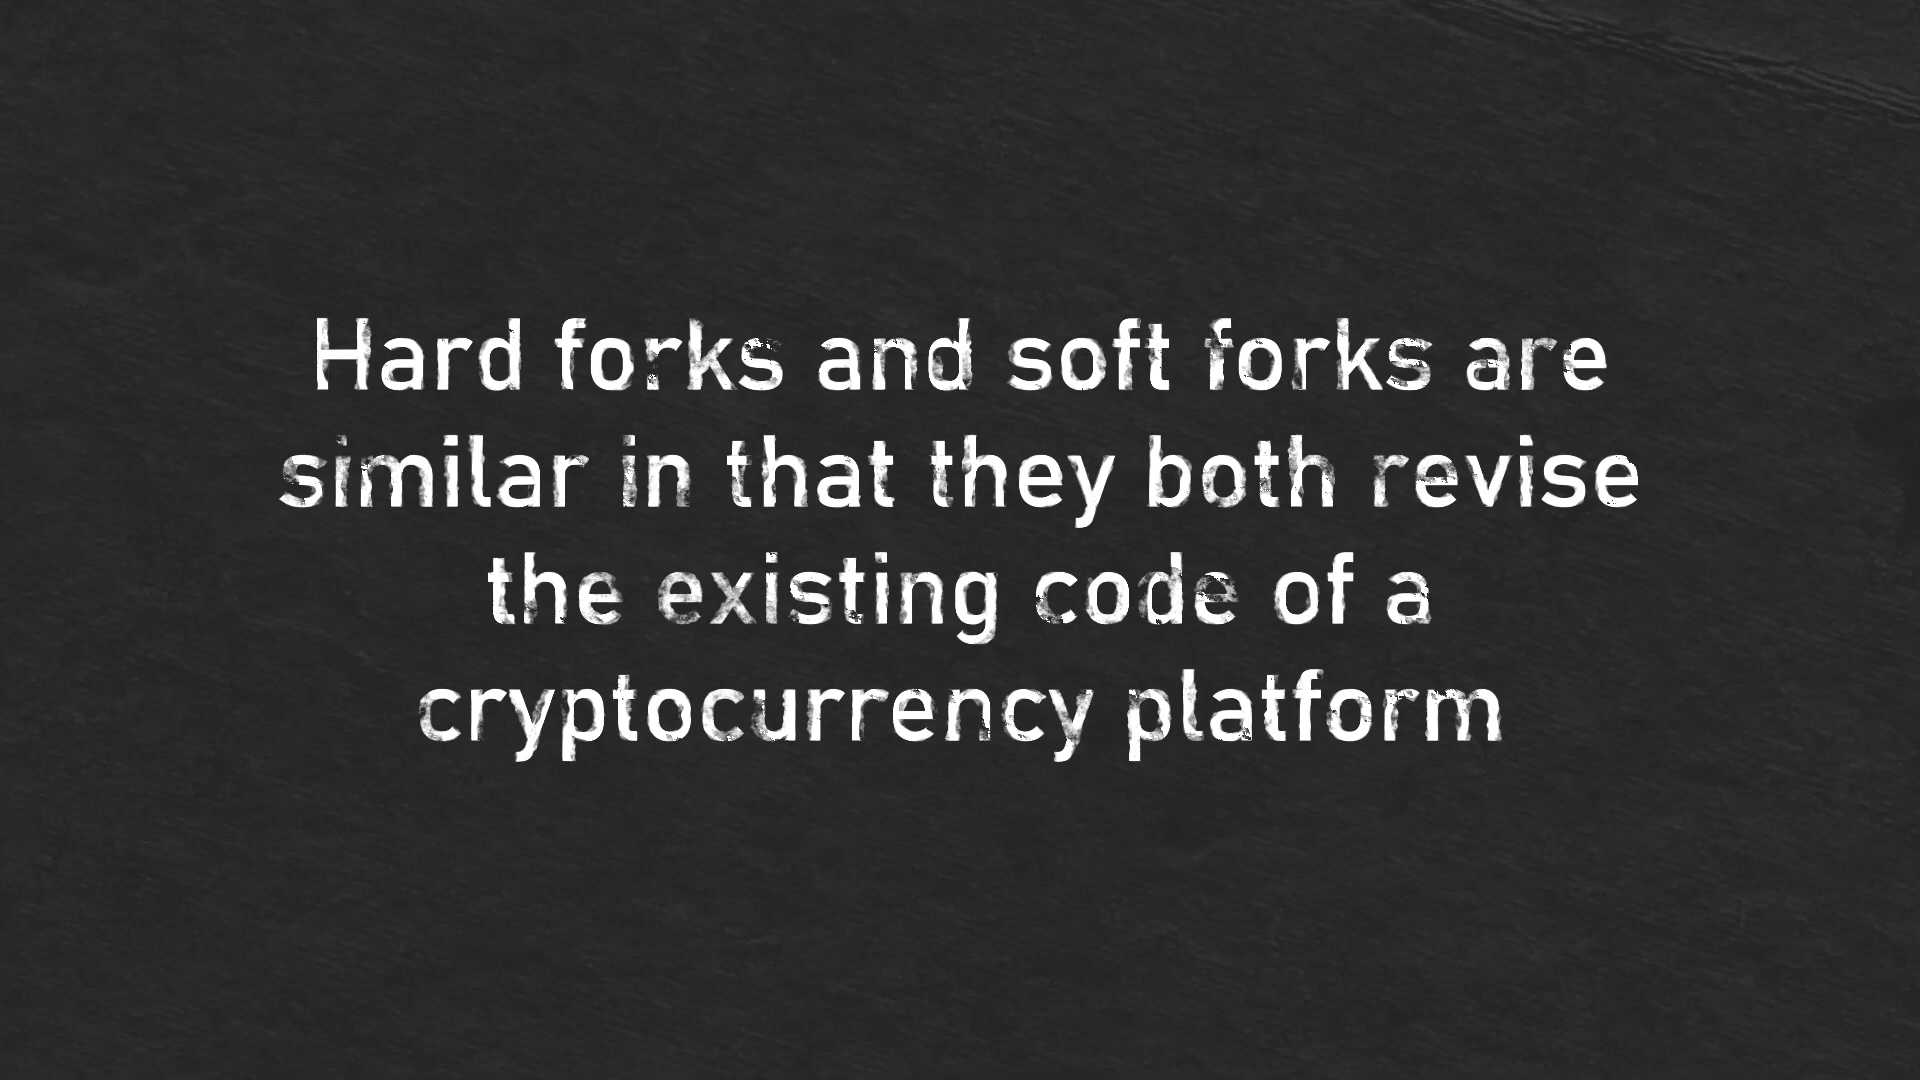 Hard forks and soft forks are
similar in that they both revise
the existing code of a
cryptocurrency platform